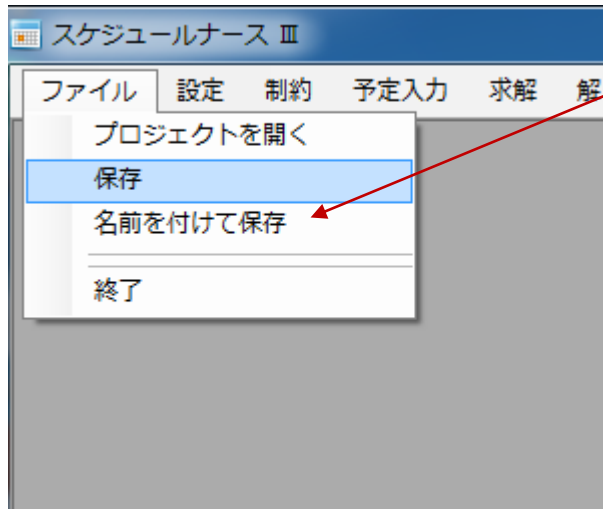 スケジュールナース Ⅲ
ファイル 設定 制約 予定入力 求解 解
プロジェクトを開く
保存
名前を付けて保存
終了